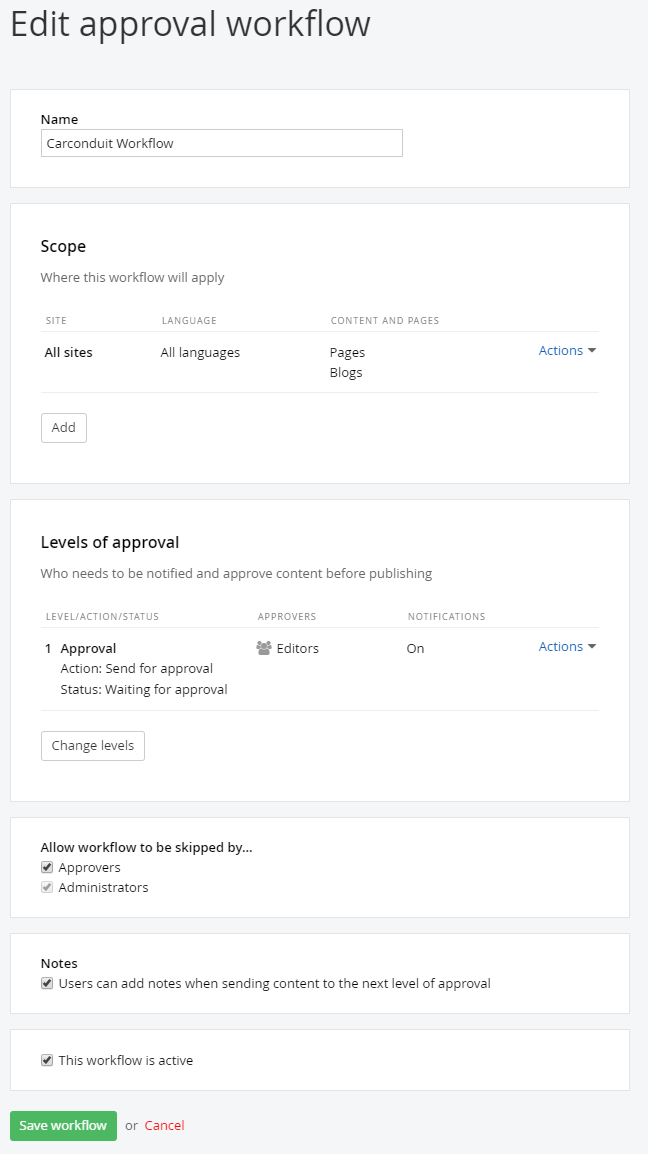 Edit approval workflow
Name
Carconduit Workflow
Scope
Where this workflow will apply
SITE LANGUAGE CONTENT AND PAGES
All sites All languages Pages Actions
Blogs
Add
Levels of approval
Who needs to be notified and approve content before publishing
LEVEL/ACTION/STATUS APPROVERS NOTIFICATIONS
1 Approval Editors On Actions
Action: Send for approval
Status: Waiting for approval
Change levels
Allow workflow to be skipped by...
Approvers
Administrators
Notes
Users can add notes when sending content to the next level of approval
This workflow is active
Save workflow or Cancel